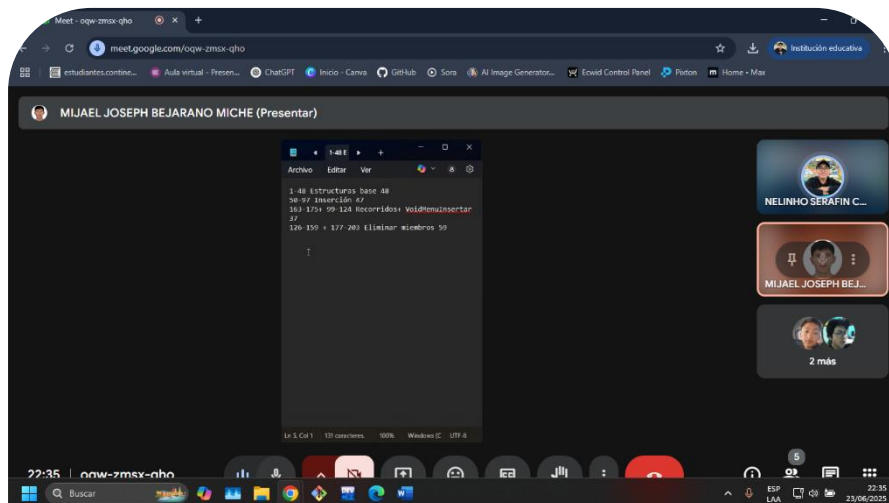 Meet - oqw-zmsx-qho
meet.google.com/oqw-zmsx-qho
Institución educativa
estudiantes.contine... Aula virtual - Presen... ChatGPT Inicio - Canva GitHub Sora AI Image Generator... Ecwid Control Panel Pixton Home • Max
MIJAEL JOSEPH BEJARANO MICHE (Presentar)
1-48 E
Archivo Editar Ver
1-48 Estructuras base 48
50-97 Inserción 47
163-175+ 99-124 Recorridos+ VoidMenuInsertar
37
126-159 + 177-203 Eliminar miembros 59
Ln 5, Col 1 131 caracteres. 100% Windows (C UTF-8
NELINHO SERAFIN C...
MIJAEL JOSEPH BEJ...
2 más
5
22:35 oqw-zmsx-qho
Buscar
ESP
LAA
22:35
23/06/2025